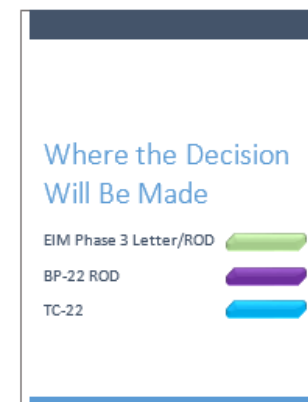 Where the Decision
Will Be Made
EIM Phase 3 Letter/ROD
BP-22 ROD
TC-22